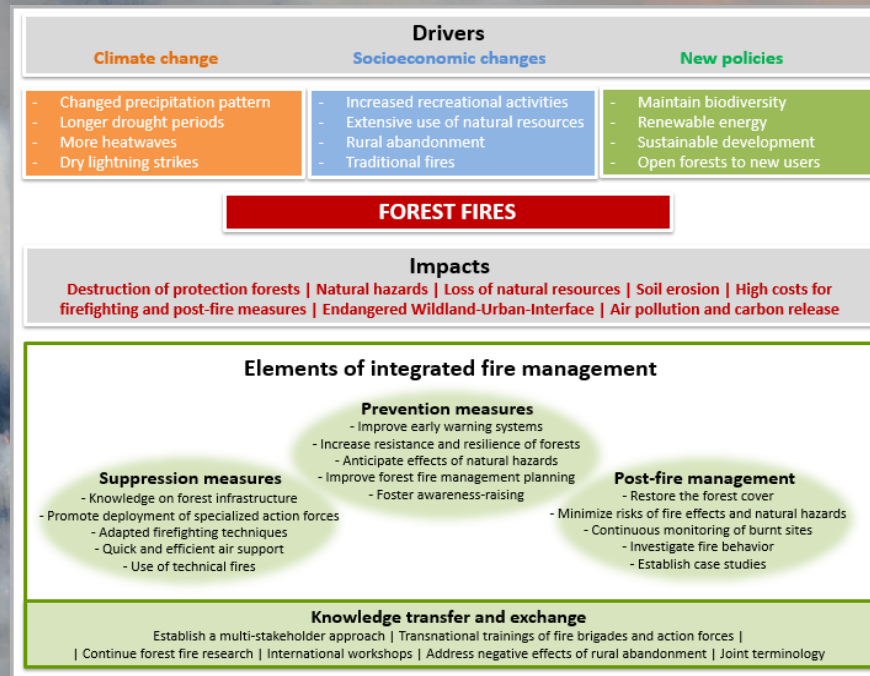 Drivers
Climate change
Socioeconomic changes
New policies
- Changed precipitation pattern
- Longer drought periods
- More heatwaves
- Dry lightning strikes
- Increased recreational activities
- Extensive use of natural resources
- Rural abandonment
- Traditional fires
- Maintain biodiversity
- Renewable energy
- Sustainable development
- Open forests to new users
FOREST FIRES
Impacts
Destruction of protection forests | Natural hazards | Loss of natural resources | Soil erosion | High costs for
firefighting and post-fire measures | Endangered Wildland-Urban-Interface | Air pollution and carbon release
Elements of integrated fire management
Prevention measures
- Improve early warning systems
- Increase resistance and resilience of forests
- Anticipate effects of natural hazards
- Improve forest fire management planning
- Foster awareness-raising
Suppression measures
- Knowledge on forest infrastructure
- Promote deployment of specialized action forces
- Adapted firefighting techniques
- Quick and efficient air support
- Use of technical fires
Post-fire management
- Restore the forest cover
- Minimize risks of fire effects and natural hazards
- Continuous monitoring of burnt sites
- Investigate fire behavior
- Establish case studies
Knowledge transfer and exchange
Establish a multi-stakeholder approach | Transnational trainings of fire brigades and action forces |
| Continue forest fire research | International workshops | Address negative effects of rural abandonment | Joint terminology